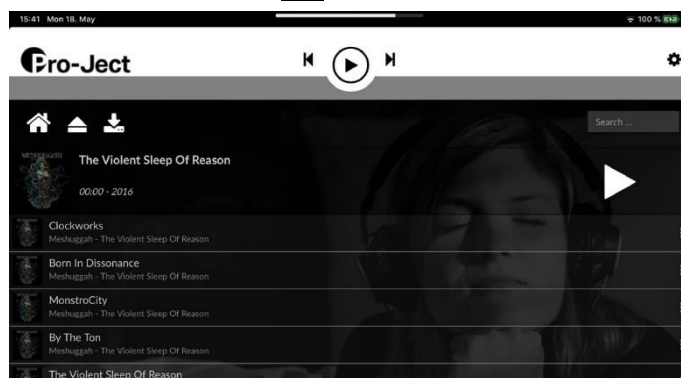 15:41 Mon 18. May
100 %
Pro-Ject
Search ...
MESHUGGAH
The Violent Sleep Of Reason
00:00 - 2016
Clockworks
Meshuggah - The Violent Sleep Of Reason
Born In Dissonance
Meshuggah - The Violent Sleep Of Reason
MonstroCity
Meshuggah - The Violent Sleep Of Reason
By The Ton
Meshuggah - The Violent Sleep Of Reason
The Violent Sleep Of Reason